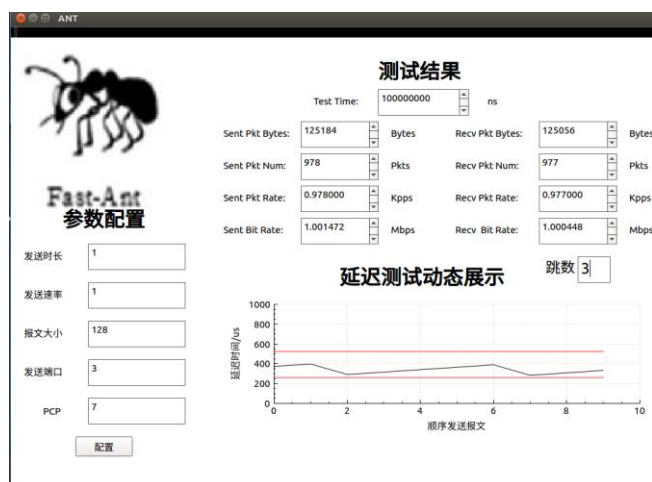 ANT
Fast-Ant
参数配置
发送时长 1
发送速率 1
报文大小 128
发送端口 3
PCP 7
配置
测试结果
Test Time: 100000000 ns
Sent Pkt Bytes: 125184 Bytes Recv Pkt Bytes: 125056 Bytes
Sent Pkt Num: 978 Pkts Recv Pkt Num: 977 Pkts
Sent Pkt Rate: 0.978000 Kpps Recv Pkt Rate: 0.977000 Kpps
Sent Bit Rate: 1.001472 Mbps Recv Bit Rate: 1.000448 Mbps
延迟测试动态展示 跳数 3
延迟时间/us
1000
800
600
400
200
0
0 2 4 6 8 10
顺序发送报文